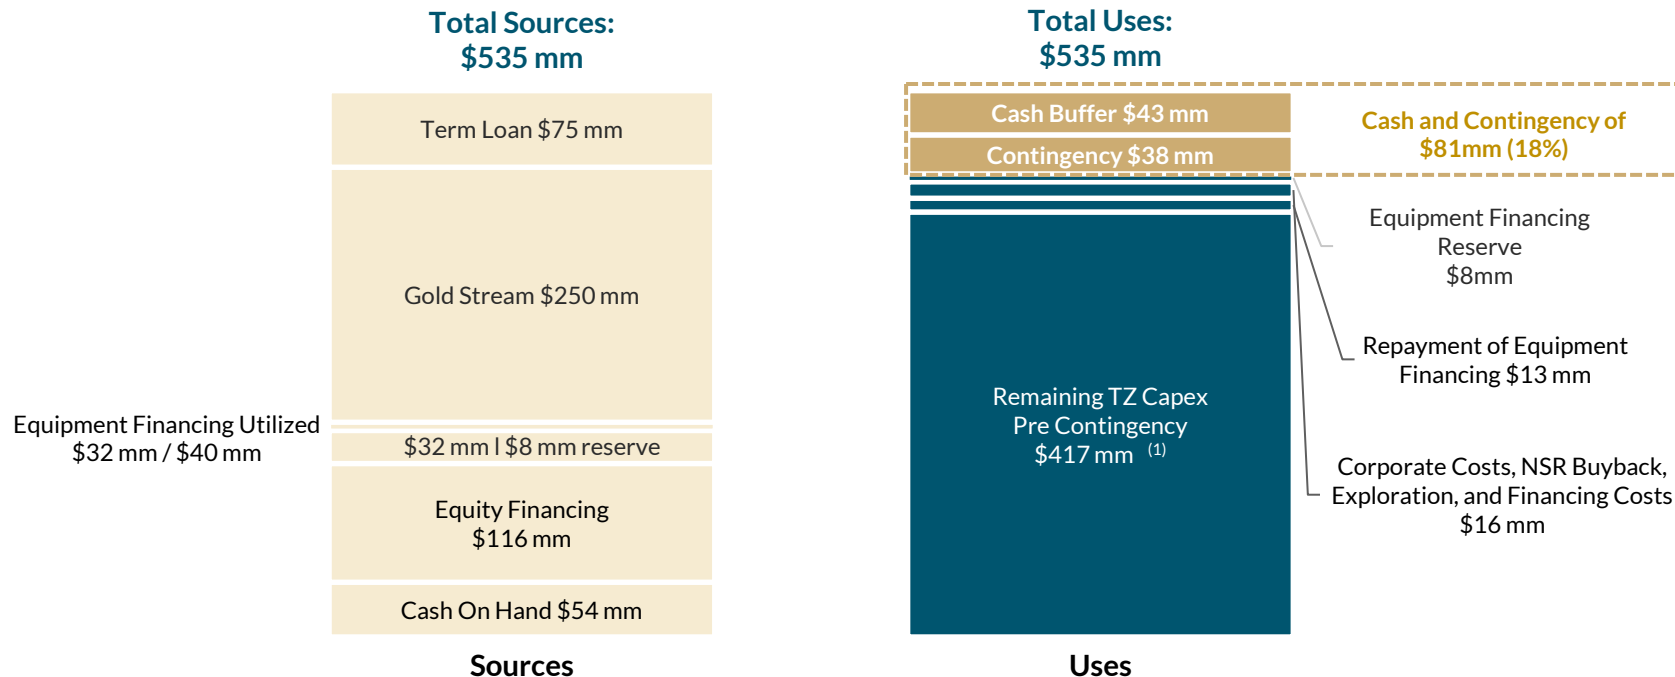 Total Sources:
$535 mm
Term Loan $75 mm
Gold Stream $250 mm
Equipment Financing Utilized
$32 mm / $40 mm
$32 mm l $8 mm reserve
Equity Financing
$116 mm
Cash On Hand $54 mm
Sources
Total Uses:
$535 mm
Cash Buffer $43 mm
Contingency $38 mm
Cash and Contingency of
$81mm (18%)
Equipment Financing
Reserve
$8mm
Repayment of Equipment
Financing $13 mm
Remaining TZ Capex
Pre Contingency
$417 mm (1)
Corporate Costs, NSR Buyback,
Exploration, and Financing Costs
$16 mm
Uses